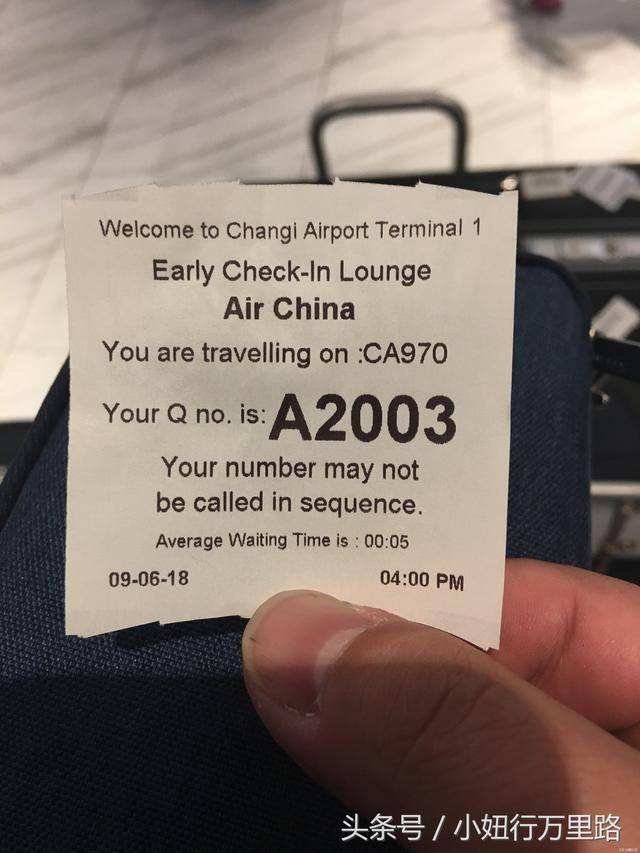 Welcome to Changi Airport Terminal 1
Early Check-In Lounge
Air China
You are travelling on :CA970
Your Q no. is: A2003
Your number may not
be called in sequence.
Average Waiting Time is : 00:05
09-06-18 04:00 PM
头条号 / 小妞行万里路